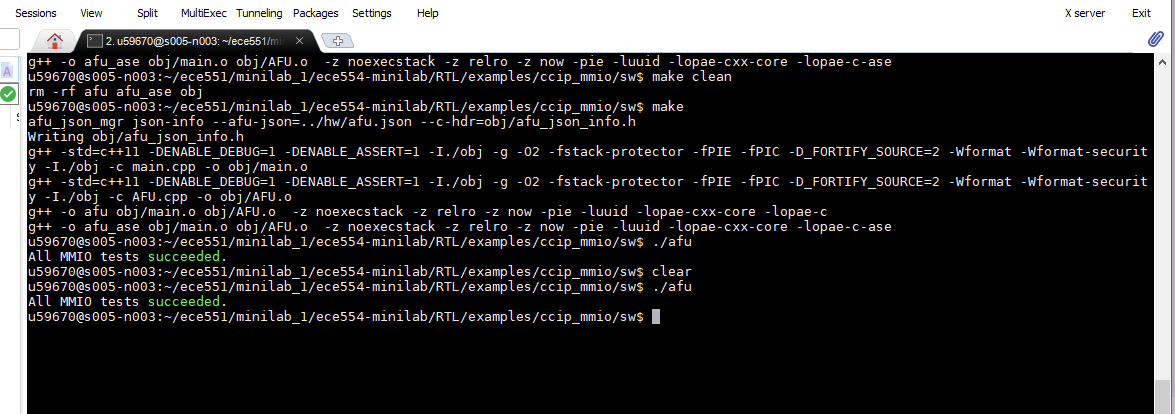 Sessions View Split MultiExec Tunneling Packages Settings Help X server Exit
2. u59670@s005-n003: ~/ece551/mi
g++ -o afu_ase obj/main.o obj/AFU.o  -z noexecstack -z relro -z now -pie -luuid -lopae-cxx-core -lopae-c-ase
u59670@s005-n003:~/ece551/minilab_1/ece554-minilab/RTL/examples/ccip_mmio/sw$ make clean
rm -rf afu afu_ase obj
u59670@s005-n003:~/ece551/minilab_1/ece554-minilab/RTL/examples/ccip_mmio/sw$ make
afu_json_mgr json-info --afu-json=../hw/afu.json --c-hdr=obj/afu_json_info.h
Writing obj/afu_json_info.h
g++ -std=c++11 -DENABLE_DEBUG=1 -DENABLE_ASSERT=1 -I./obj -g -O2 -fstack-protector -fPIE -fPIC -D_FORTIFY_SOURCE=2 -Wformat -Wformat-securit
y -I./obj -c main.cpp -o obj/main.o
g++ -std=c++11 -DENABLE_DEBUG=1 -DENABLE_ASSERT=1 -I./obj -g -O2 -fstack-protector -fPIE -fPIC -D_FORTIFY_SOURCE=2 -Wformat -Wformat-securit
y -I./obj -c AFU.cpp -o obj/AFU.o
g++ -o afu obj/main.o obj/AFU.o  -z noexecstack -z relro -z now -pie -luuid -lopae-cxx-core -lopae-c
g++ -o afu_ase obj/main.o obj/AFU.o  -z noexecstack -z relro -z now -pie -luuid -lopae-cxx-core -lopae-c-ase
u59670@s005-n003:~/ece551/minilab_1/ece554-minilab/RTL/examples/ccip_mmio/sw$ ./afu
All MMIO tests succeeded.
u59670@s005-n003:~/ece551/minilab_1/ece554-minilab/RTL/examples/ccip_mmio/sw$ clear
u59670@s005-n003:~/ece551/minilab_1/ece554-minilab/RTL/examples/ccip_mmio/sw$ ./afu
All MMIO tests succeeded.
u59670@s005-n003:~/ece551/minilab_1/ece554-minilab/RTL/examples/ccip_mmio/sw$